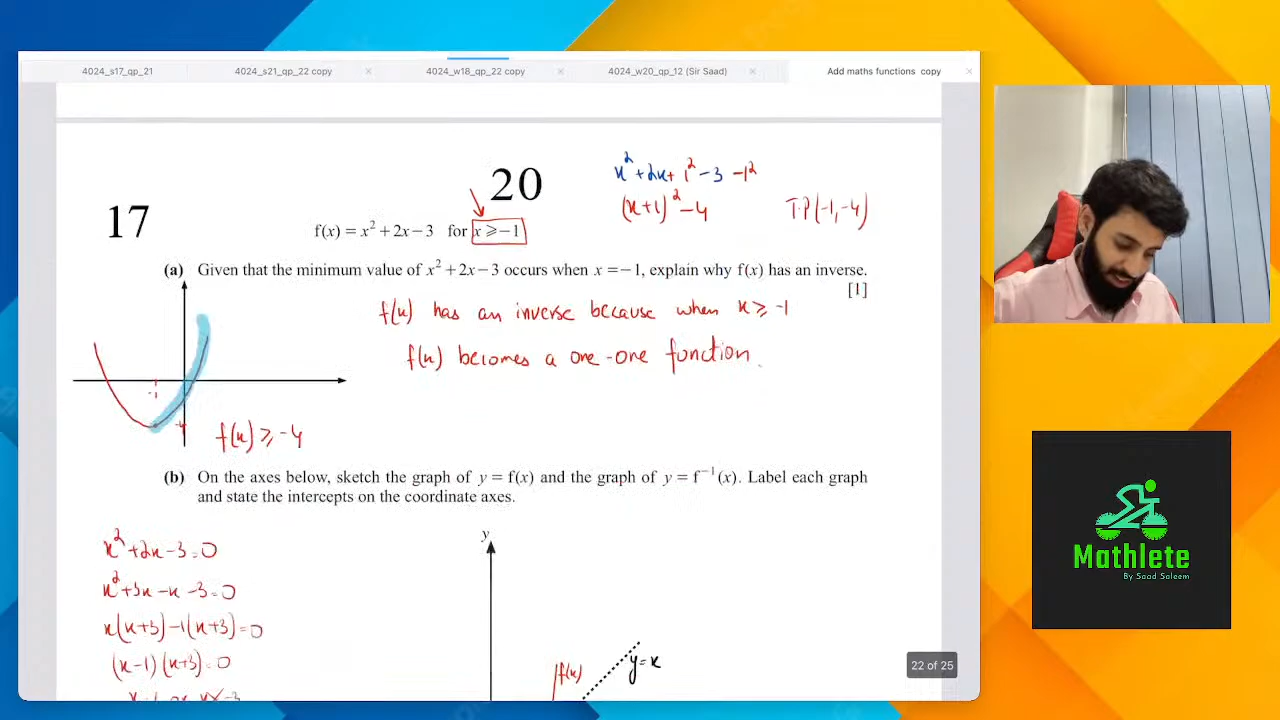 4024_s17_qp_21
4024_s21_qp_22 copy
4024_w18_qp_22 copy
4024_w20_qp_12 (Sir Saad)
Add maths functions copy
17
20
x² + 2x + 1² - 3 - 1²
(x+1)² - 4
T.P(-1,-4)
f(x) = x² + 2x − 3 for x ⩾ −1
(a) Given that the minimum value of x² + 2x − 3 occurs when x = −1, explain why f(x) has an inverse.
[1]
f(x) has an inverse because when x ⩾ -1
f(x) becomes a one-one function.
-1
-4
f(x) ⩾ -4
(b) On the axes below, sketch the graph of y = f(x) and the graph of y = f⁻¹(x). Label each graph
and state the intercepts on the coordinate axes.
x² + 2x - 3 = 0
x² + 3x - x - 3 = 0
x(x+3) - 1(x+3) = 0
(x-1)(x+3) = 0
y
f(x)
y = x
22 of 25
Mathlete
By Saad Saleem